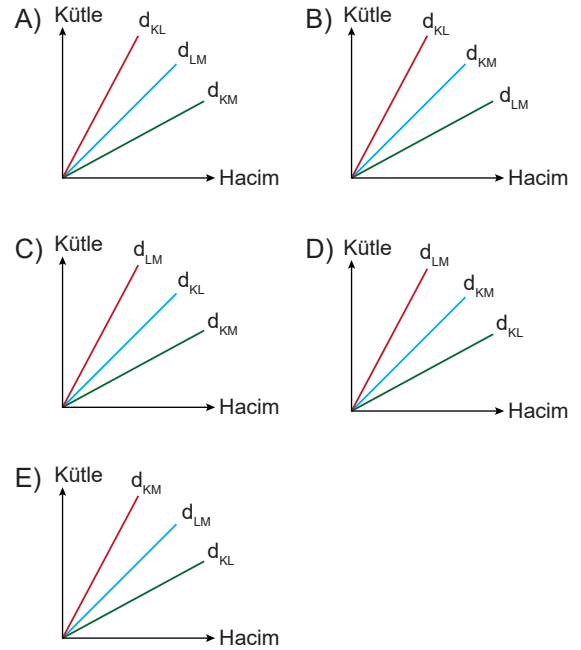 A) Kütle
d_KL
d_LM
d_KM
Hacim
B) Kütle
d_KL
d_KM
d_LM
Hacim
C) Kütle
d_LM
d_KL
d_KM
Hacim
D) Kütle
d_LM
d_KM
d_KL
Hacim
E) Kütle
d_KM
d_LM
d_KL
Hacim